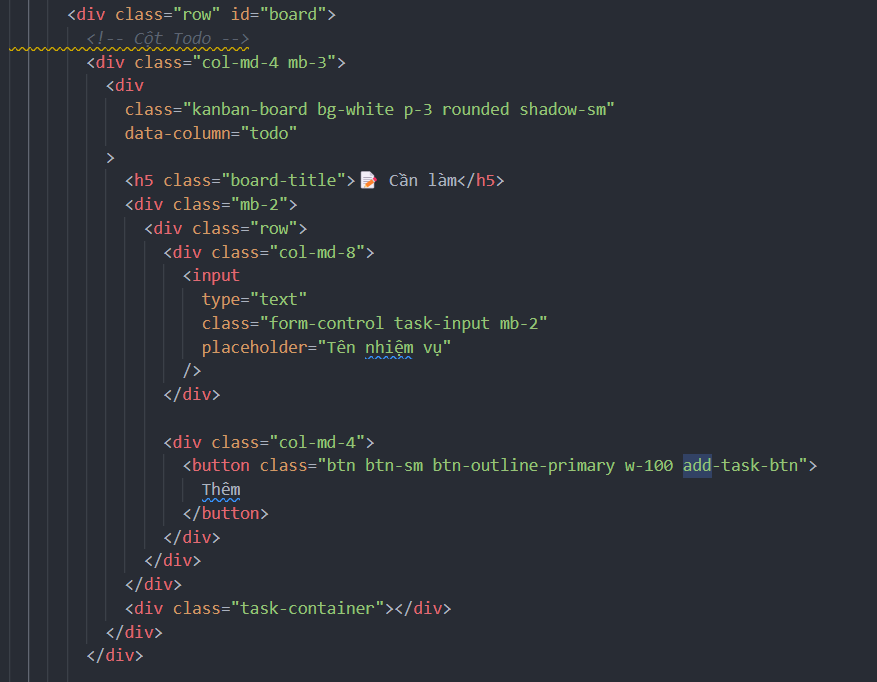 <div class="row" id="board">
<!-- Cột Todo -->
<div class="col-md-4 mb-3">
<div
class="kanban-board bg-white p-3 rounded shadow-sm"
data-column="todo"
>
<h5 class="board-title">📝 Cần làm</h5>
<div class="mb-2">
<div class="row">
<div class="col-md-8">
<input
type="text"
class="form-control task-input mb-2"
placeholder="Tên nhiệm vụ"
/>
</div>
<div class="col-md-4">
<button class="btn btn-sm btn-outline-primary w-100 add-task-btn">
Thêm
</button>
</div>
</div>
</div>
<div class="task-container"></div>
</div>
</div>